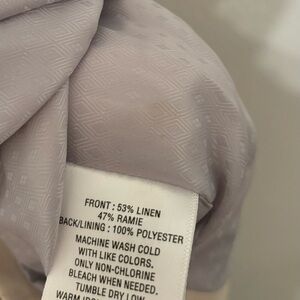 FRONT : 53% LINEN
47% RAMIE
BACK/LINING : 100% POLYESTER
MACHINE WASH COLD
WITH LIKE COLORS.
ONLY NON-CHLORINE
BLEACH WHEN NEEDED.
TUMBLE DRY LOW
WARM IRON